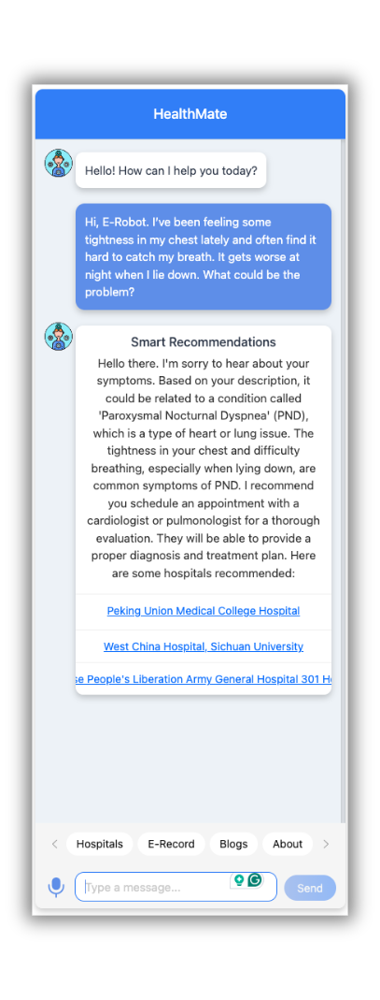 HealthMate
Hello! How can I help you today?
Hi, E-Robot. I've been feeling some
tightness in my chest lately and often find it
hard to catch my breath. It gets worse at
night when I lie down. What could be the
problem?
Smart Recommendations
Hello there. I'm sorry to hear about your
symptoms. Based on your description, it
could be related to a condition called
'Paroxysmal Nocturnal Dyspnea' (PND),
which is a type of heart or lung issue. The
tightness in your chest and difficulty
breathing, especially when lying down, are
common symptoms of PND. I recommend
you schedule an appointment with a
cardiologist or pulmonologist for a thorough
evaluation. They will be able to provide a
proper diagnosis and treatment plan. Here
are some hospitals recommended:
Peking Union Medical College Hospital
West China Hospital, Sichuan University
se People's Liberation Army General Hospital 301 H
Hospitals
E-Record
Blogs
About
Type a message...
Send